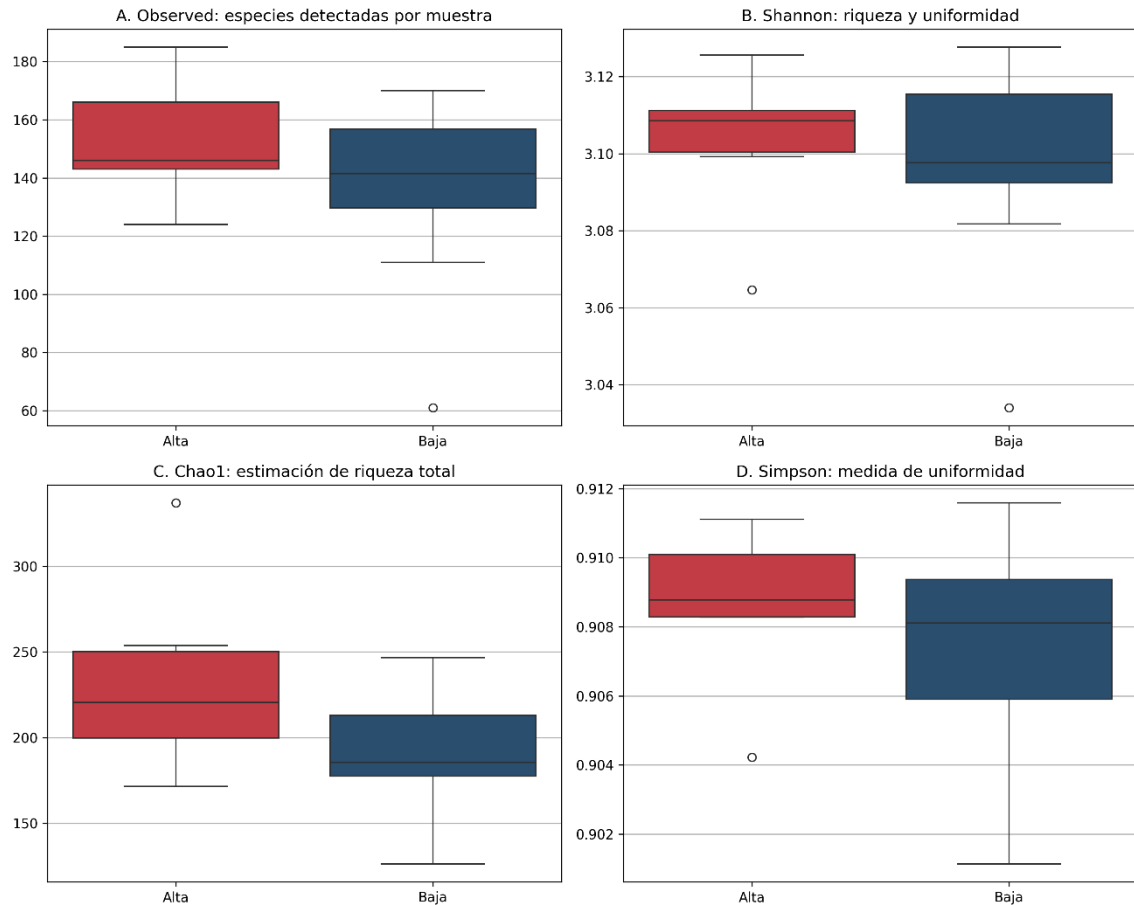 A. Observed: especies detectadas por muestra
180
160
140
120
100
80
60
Alta
Baja
B. Shannon: riqueza y uniformidad
3.12
3.10
3.08
3.06
3.04
Alta
Baja
C. Chao1: estimación de riqueza total
300
250
200
150
Alta
Baja
D. Simpson: medida de uniformidad
0.912
0.910
0.908
0.906
0.904
0.902
Alta
Baja